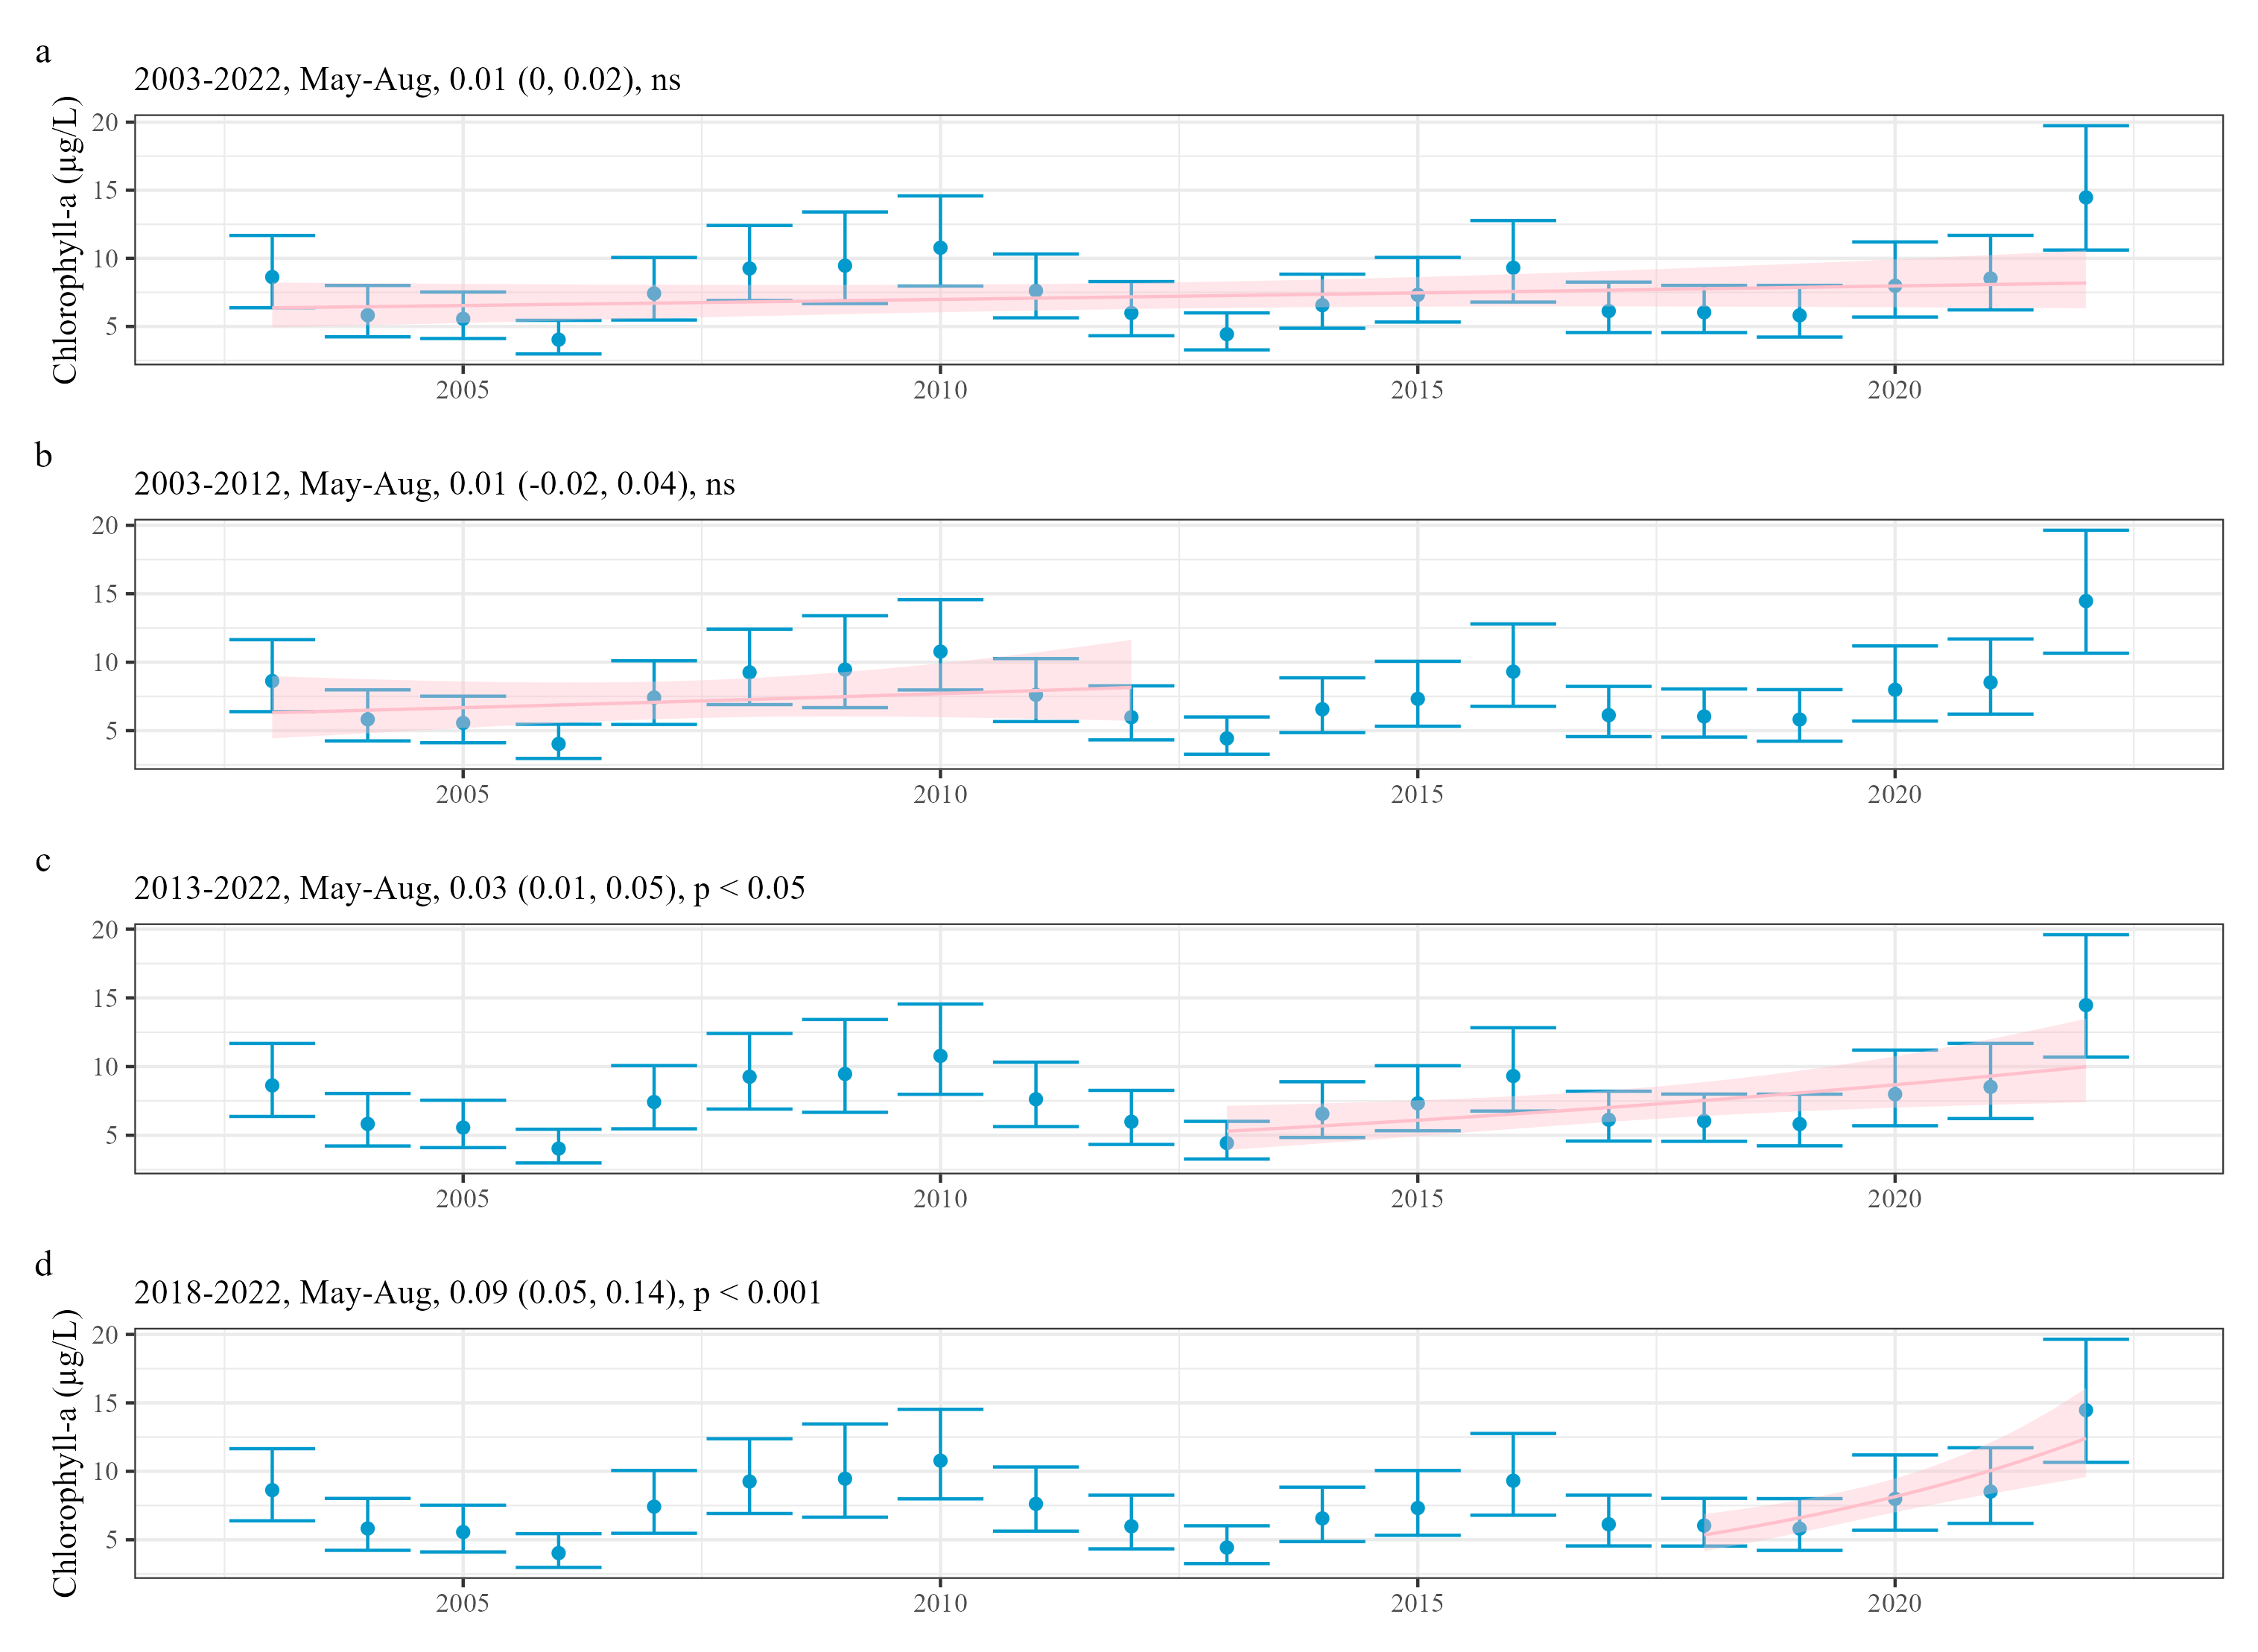 a
2003-2022, May-Aug, 0.01 (0, 0.02), ns
Chlorophyll-a (µg/L)
20
15
10
5
2005 2010 2015 2020
b
2003-2012, May-Aug, 0.01 (-0.02, 0.04), ns
20
15
10
5
2005 2010 2015 2020
c
2013-2022, May-Aug, 0.03 (0.01, 0.05), p < 0.05
20
15
10
5
2005 2010 2015 2020
d
2018-2022, May-Aug, 0.09 (0.05, 0.14), p < 0.001
Chlorophyll-a (µg/L)
20
15
10
5
2005 2010 2015 2020